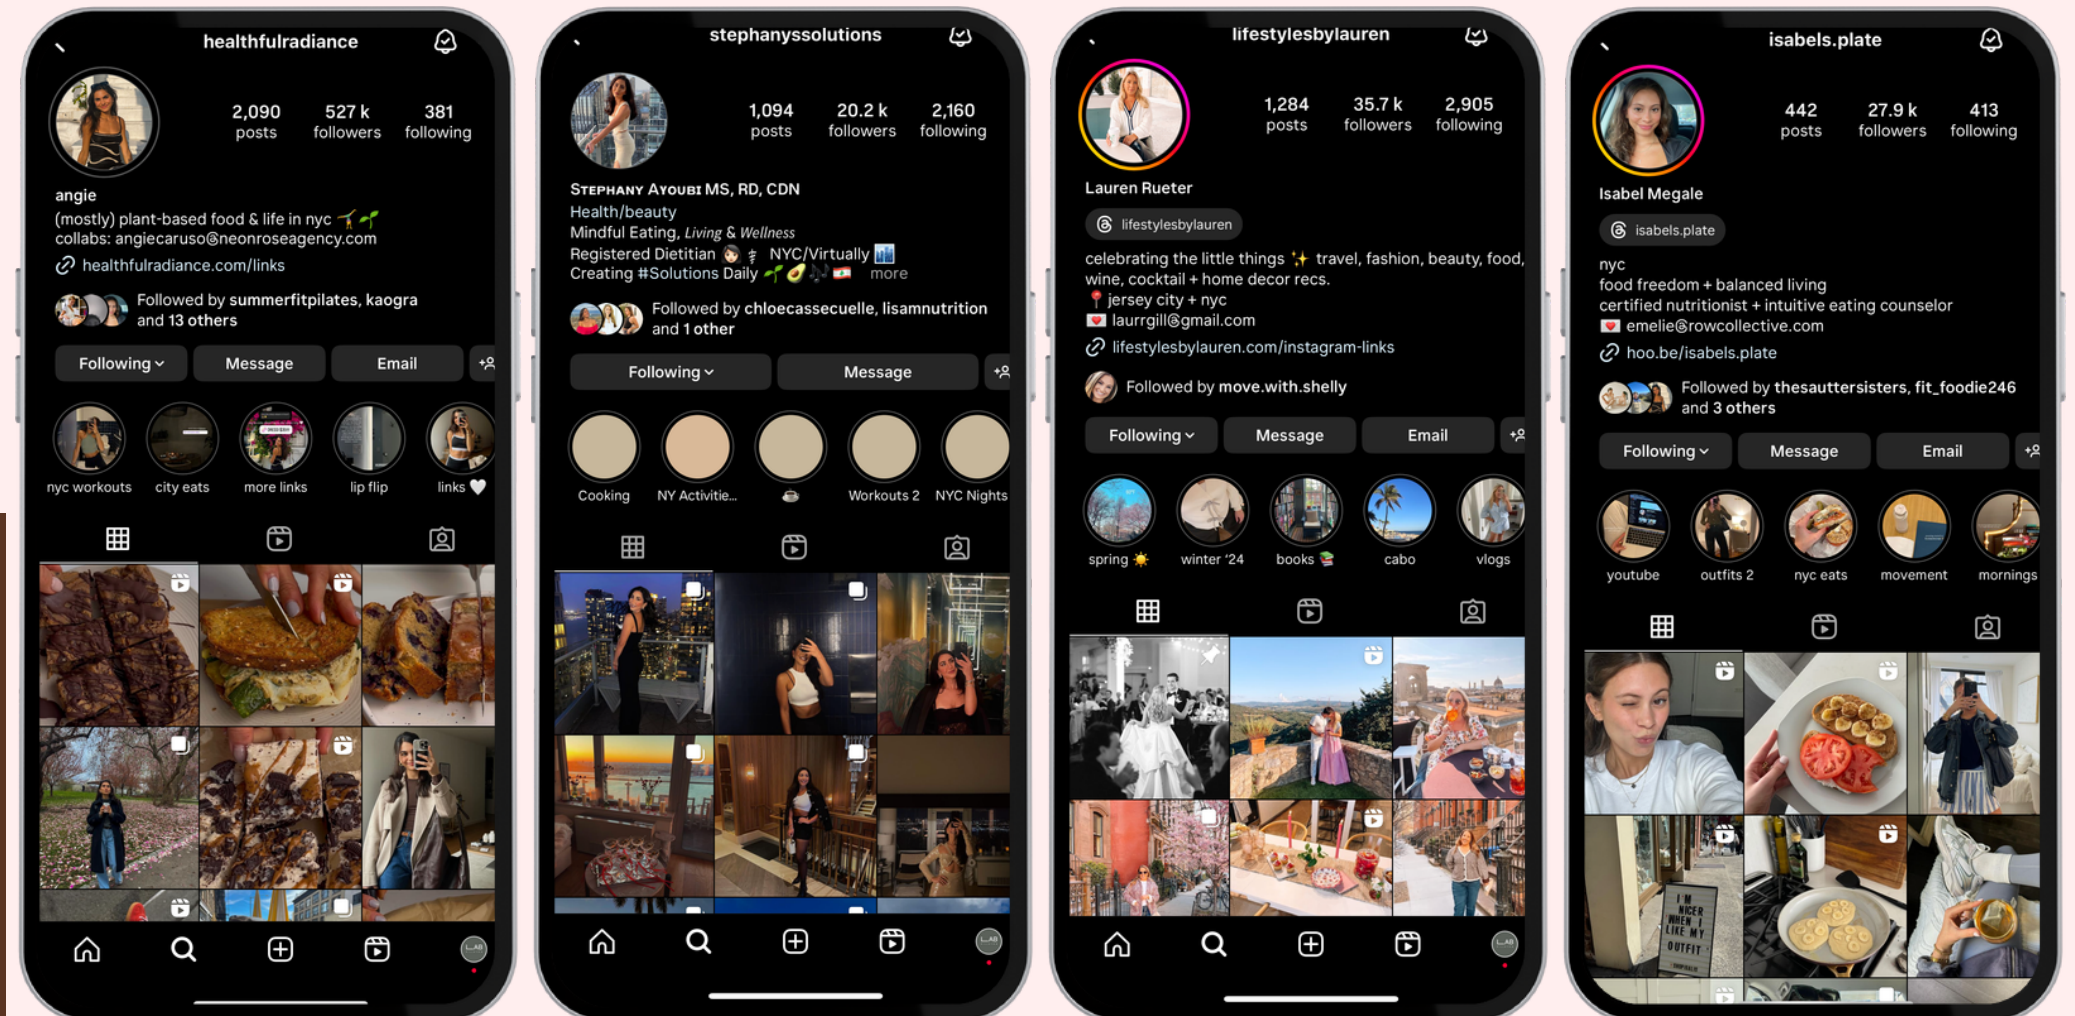 healthfulradiance
2,090 527 k 381
posts followers following
angie
(mostly) plant-based food & life in nyc 🤸🌱
collabs: angiecaruso@neonroseagency.com
healthfulradiance.com/links
Followed by summerfitpilates, kaogra
and 13 others
Following Message Email
nyc workouts city eats more links lip flip links 🤍
stephanyssolutions
1,094 20.2 k 2,160
posts followers following
Stephany Ayoubi MS, RD, CDN
Health/beauty
Mindful Eating, Living & Wellness
Registered Dietitian 👩🏻⚕ NYC/Virtually 🏙️
Creating #Solutions Daily 🌱🥑🎶🇱🇧 more
Followed by chloecassecuelle, lisamnutrition
and 1 other
Following Message
Cooking NY Activitie... ☕ Workouts 2 NYC Nights
lifestylesbylauren
1,284 35.7 k 2,905
posts followers following
Lauren Rueter
lifestylesbylauren
celebrating the little things ✨ travel, fashion, beauty, food,
wine, cocktail + home decor recs.
📍 jersey city + nyc
💌 laurrgill@gmail.com
lifestylesbylauren.com/instagram-links
Followed by move.with.shelly
Following Message Email
spring ☀️ winter '24 books 📚 cabo vlogs
isabels.plate
442 27.9 k 413
posts followers following
Isabel Megale
isabels.plate
nyc
food freedom + balanced living
certified nutritionist + intuitive eating counselor
💌 emelie@rowcollective.com
hoo.be/isabels.plate
Followed by thesauttersisters, fit_foodie246
and 3 others
Following Message Email
youtube outfits 2 nyc eats movement mornings
I'M
NICER
WHEN I
LIKE MY
OUTFIT